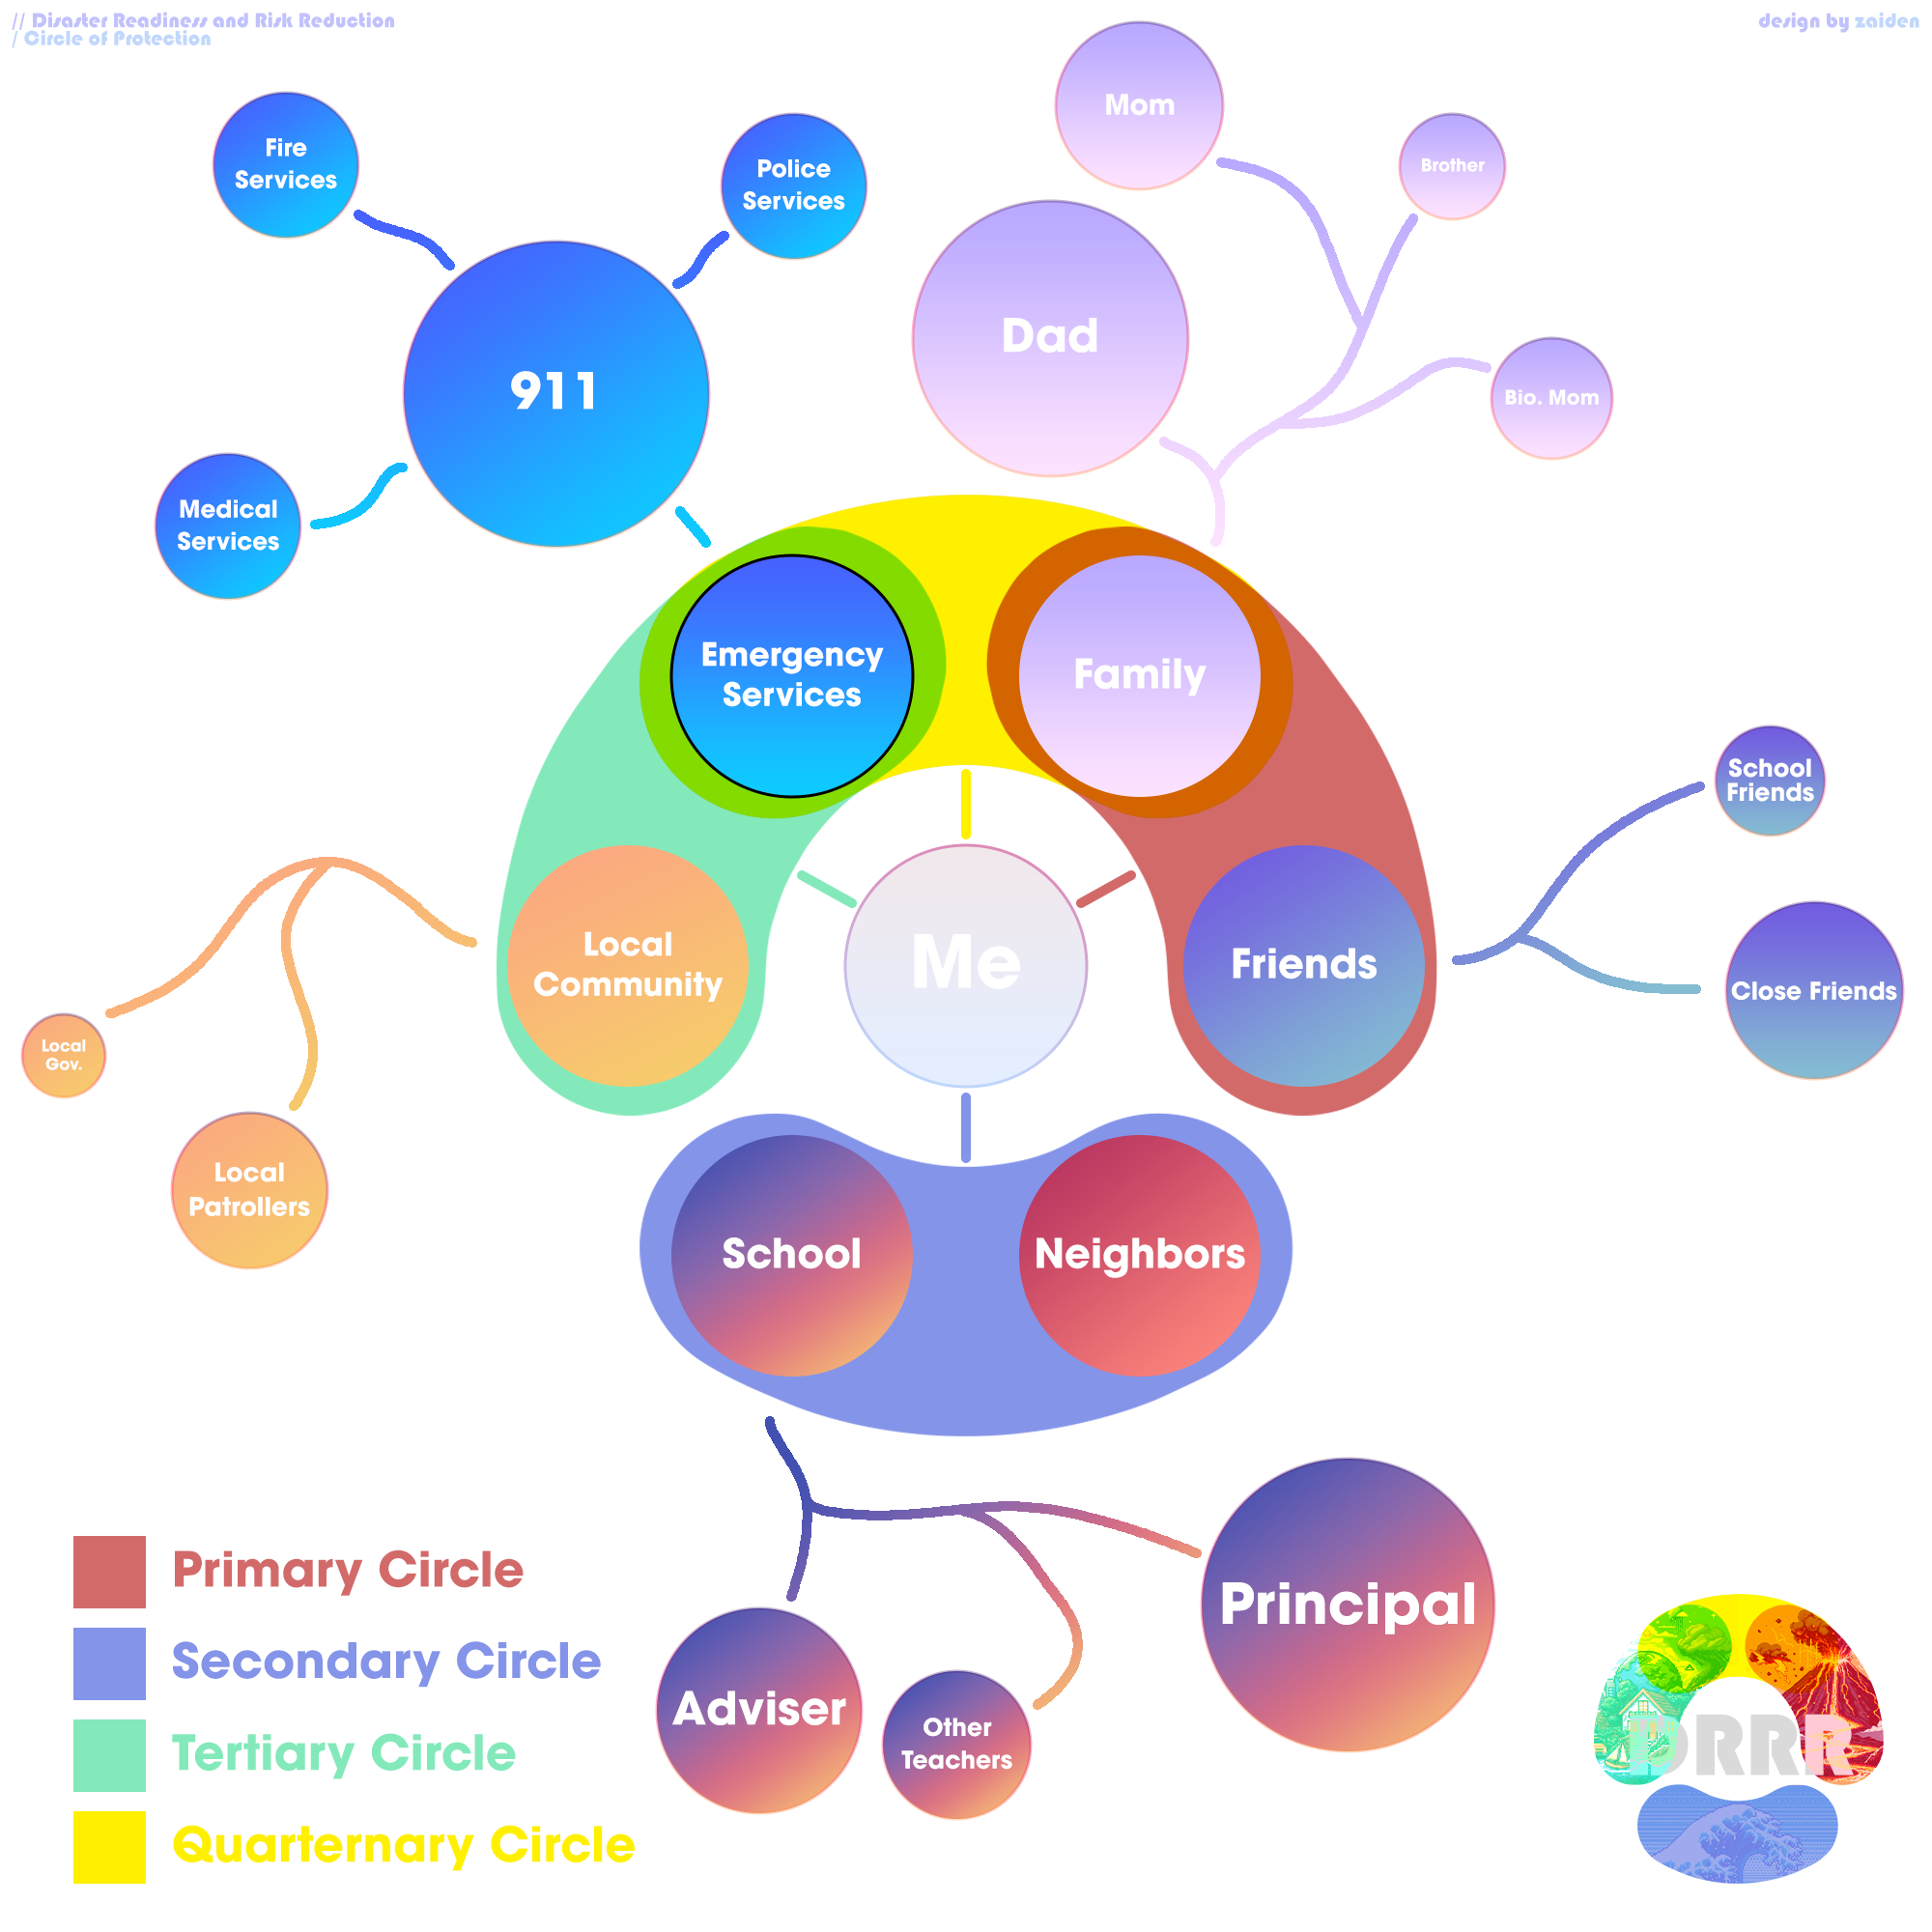 // Disaster Readiness and Risk Reduction
/ Circle of Protection
design by zaiden
Mom
Fire
Services
Police
Services
Brother
Dad
911
Bio. Mom
Medical
Services
Emergency
Services
Family
School
Friends
Local
Community
Me
Friends
Close Friends
Local
Gov.
Local
Patrollers
School
Neighbors
Principal
Adviser
Other
Teachers
Primary Circle
Secondary Circle
Tertiary Circle
Quarternary Circle
DRRR